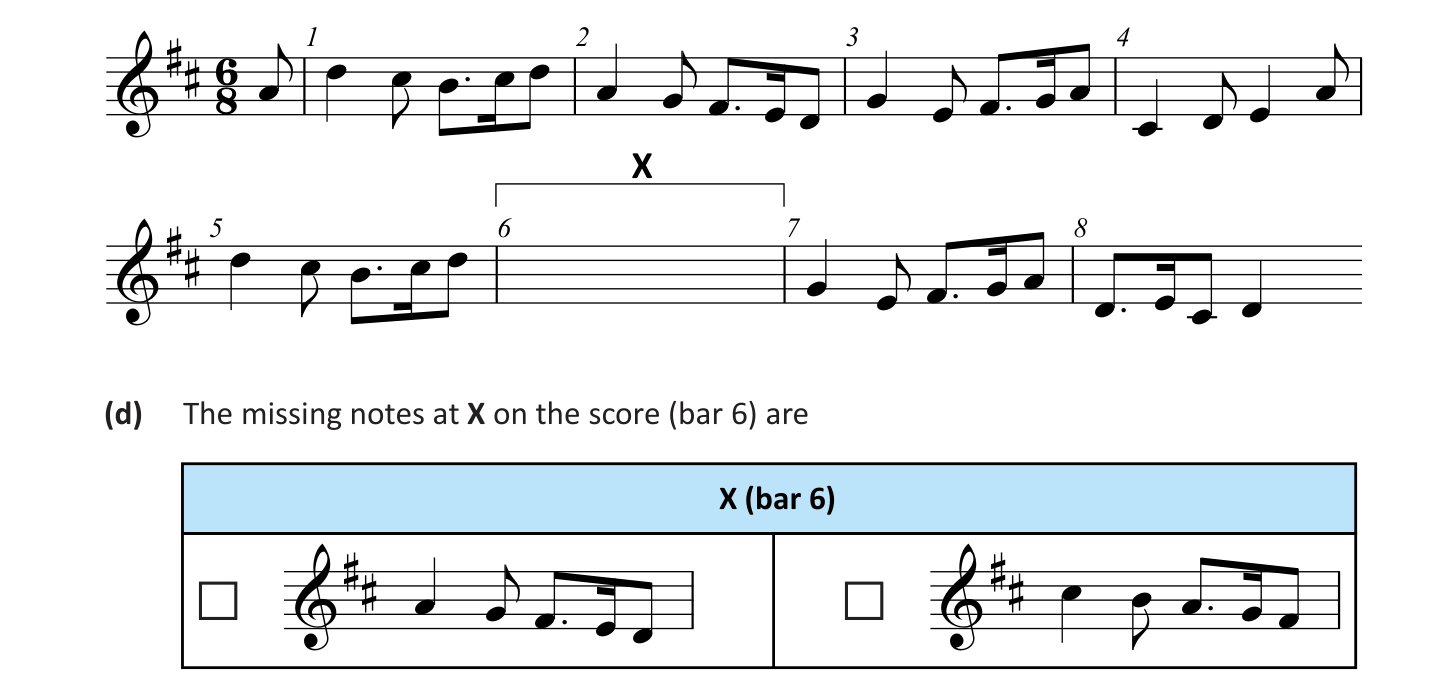 1 2 3 4
6
8
X
5 6 7 8
(d) The missing notes at X on the score (bar 6) are
X (bar 6)